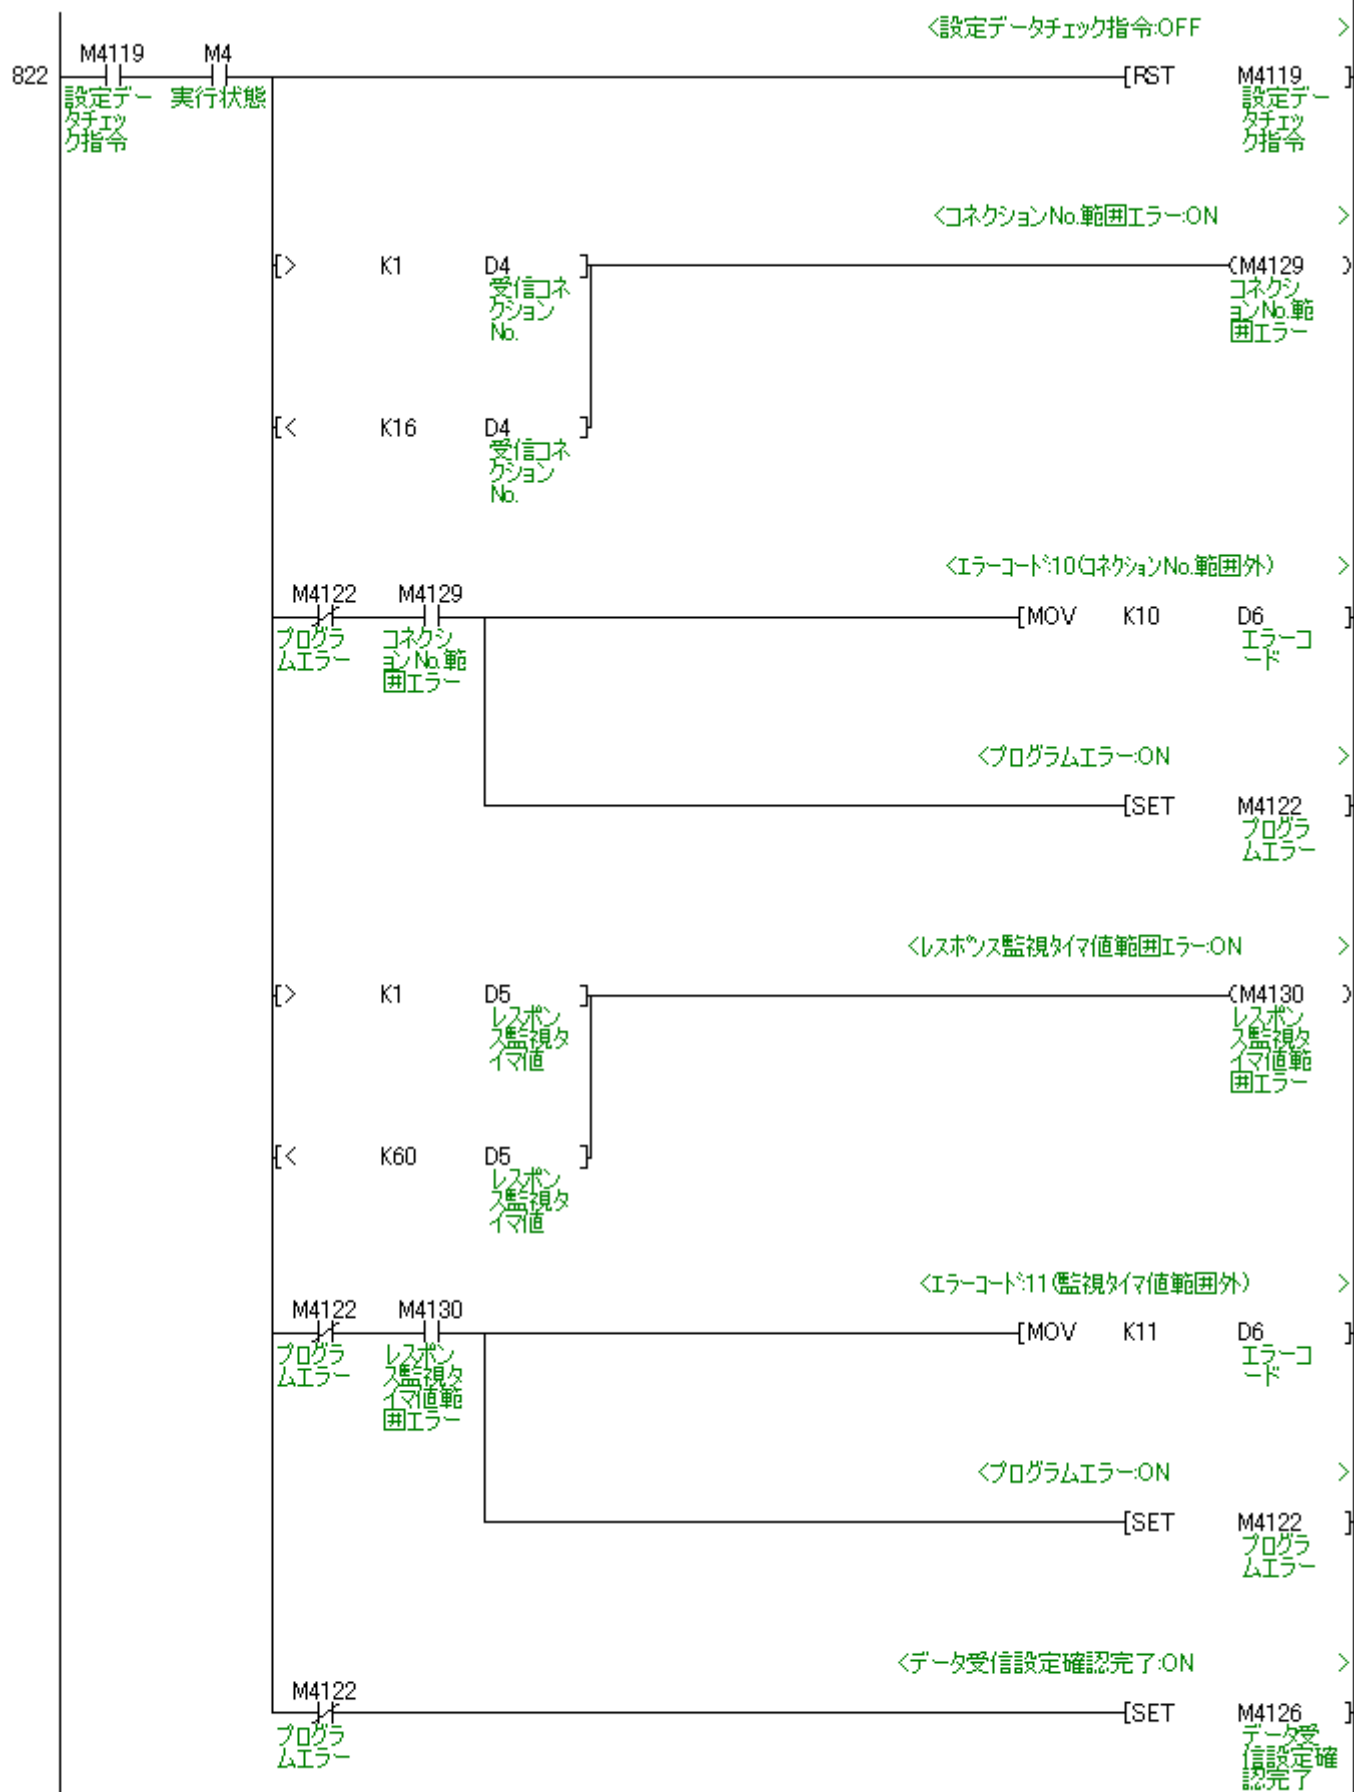 <設定データチェック指令:OFF >
M4119 M4
822 [RST M4119 ]
設定デー
タチェッ
ク指令
実行状態
設定デー
タチェッ
ク指令
<コネクションNo.範囲エラー:ON >
[> K1 D4 ] (M4129 )
受信コネ
クション
No.
コネクシ
ョンNo.範
囲エラー
[< K16 D4 ]
受信コネ
クション
No.
<エラーコード:10(コネクションNo.範囲外) >
M4122 M4129
[MOV K10 D6 ]
プログラ
ムエラー
コネクシ
ョンNo.範
囲エラー
エラーコ
ード
<プログラムエラー:ON >
[SET M4122 ]
プログラ
ムエラー
<レスポンス監視タイマ値範囲エラー:ON >
[> K1 D5 ] (M4130 )
レスポン
ス監視タ
イマ値
レスポン
ス監視タ
イマ値範
囲エラー
[< K60 D5 ]
レスポン
ス監視タ
イマ値
<エラーコード:11(監視タイマ値範囲外) >
M4122 M4130
[MOV K11 D6 ]
プログラ
ムエラー
レスポン
ス監視タ
イマ値範
囲エラー
エラーコ
ード
<プログラムエラー:ON >
[SET M4122 ]
プログラ
ムエラー
<データ受信設定確認完了:ON >
M4122
[SET M4126 ]
プログラ
ムエラー
データ受
信設定確
認完了